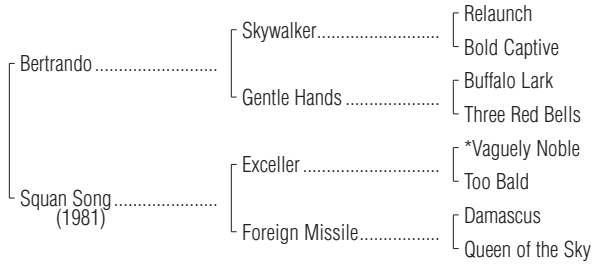 Relaunch
Skywalker
Bold Captive
Bertrando
Buffalo Lark
Gentle Hands
Three Red Bells
*Vaguely Noble
Exceller
Too Bald
Squan Song
(1981)
Damascus
Foreign Missile
Queen of the Sky